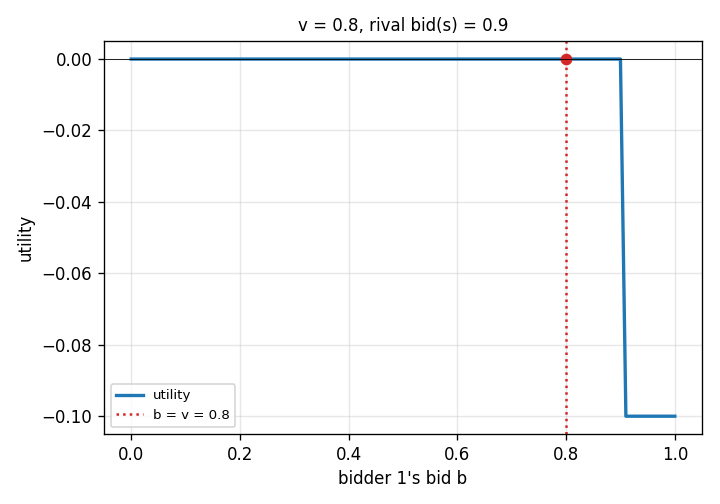 v = 0.8, rival bid(s) = 0.9
utility
0.00
−0.02
−0.04
−0.06
−0.08
−0.10
utility
b = v = 0.8
0.0 0.2 0.4 0.6 0.8 1.0
bidder 1's bid b